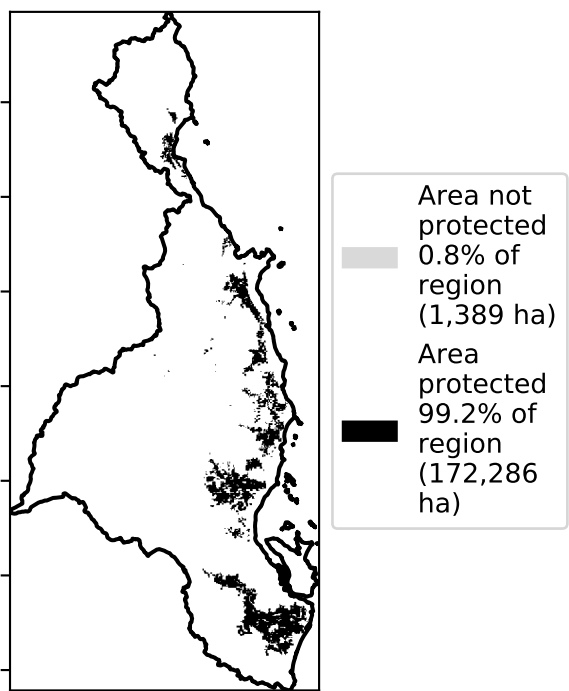 Area not
protected
0.8% of
region
(1,389 ha)
Area
protected
99.2% of
region
(172,286
ha)